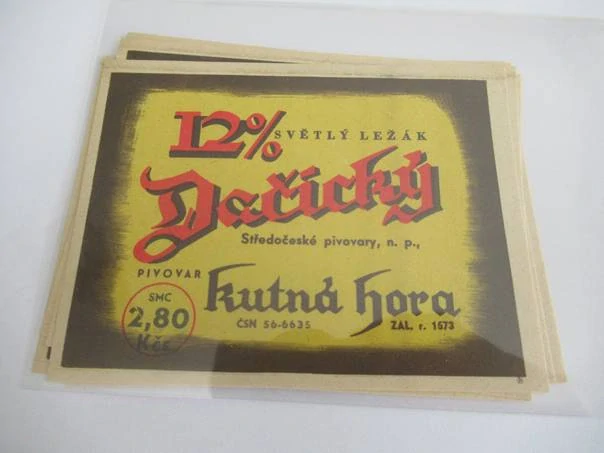 12% SVĚTLÝ LEŽÁK
Dačický
Středočeské pivovary, n. p.,
PIVOVAR kutná hora
SMC
2,80
Kčs
ČSN 56-6635
ZAL. r. 1573